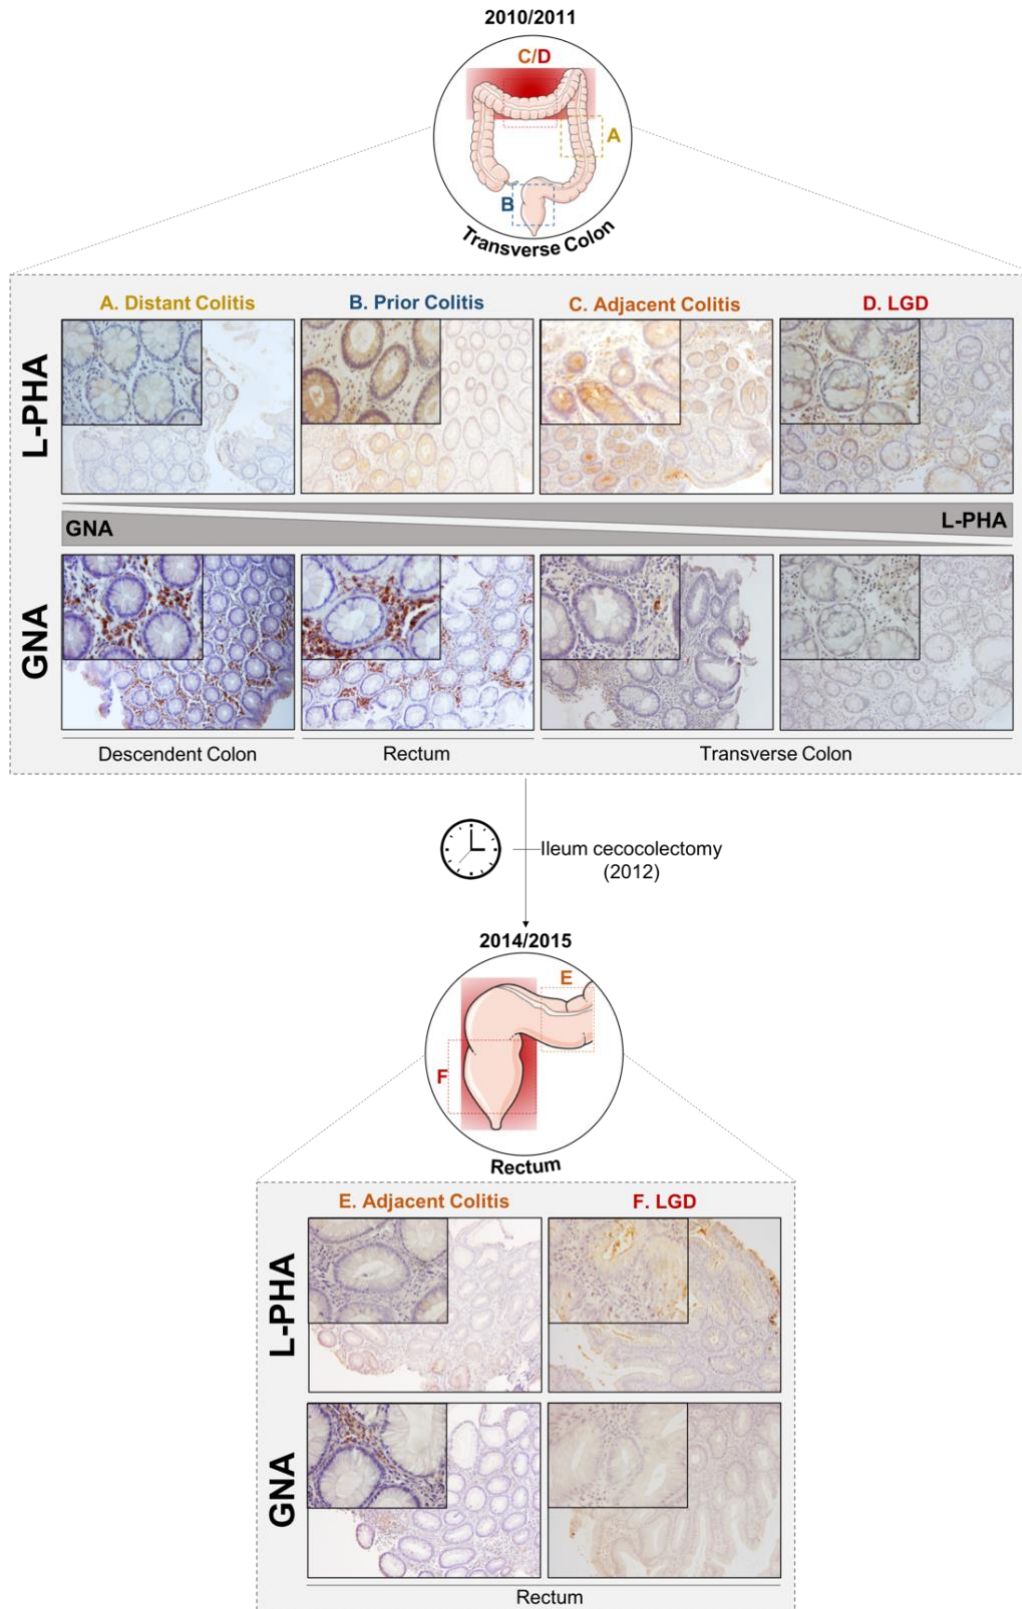 2010/2011
C/D
A
B
Transverse Colon
A. Distant Colitis
B. Prior Colitis
C. Adjacent Colitis
D. LGD
L-PHA
GNA
L-PHA
GNA
Descendent Colon
Rectum
Transverse Colon
Ileum cecocolectomy
(2012)
2014/2015
E
F
Rectum
E. Adjacent Colitis
F. LGD
L-PHA
GNA
Rectum